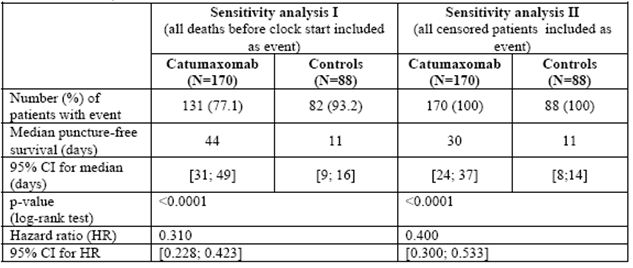 Sensitivity analysis I
(all deaths before clock start included
as event)
Sensitivity analysis II
(all censored patients included as
event)
Catumaxomab
(N=170)
Controls
(N=88)
Catumaxomab
(N=170)
Controls
(N=88)
Number (%) of
patients with event
131 (77.1)
82 (93.2)
170 (100)
88 (100)
Median puncture-free
survival (days)
44
11
30
11
95% CI for median
(days)
[31; 49]
[9; 16]
[24; 37]
[8;14]
p-value
(log-rank test)
<0.0001
<0.0001
Hazard ratio (HR)
0.310
0.400
95% CI for HR
[0.228; 0.423]
[0.300; 0.533]